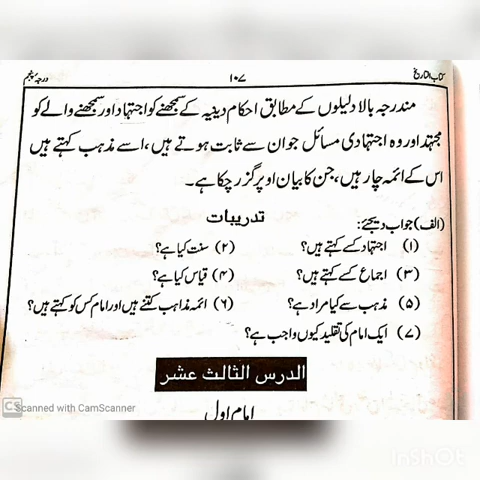 کتاب التاریخ ۱۰۷ درجہ پنجم
مندرجہ بالا دلیلوں کے مطابق احکام دینیہ کے سمجھنے کو اجتہاد اور سمجھنے والے کو
مجتہد اور وہ اجتہادی مسائل جو ان سے ثابت ہوتے ہیں، اسے مذہب کہتے ہیں
اس کے ائمہ چار ہیں، جن کا بیان اوپر گزر چکا ہے۔
تدریبات
(الف) جواب دیجئے:
(۱) اجتہاد کسے کہتے ہیں؟ (۲) سنت کیا ہے؟
(۳) اجماع کسے کہتے ہیں؟ (۴) قیاس کیا ہے؟
(۵) مذہب سے کیا مراد ہے؟ (۶) ائمہ مذاہب کتنے ہیں اور امام کس کو کہتے ہیں؟
(۷) ایک امام کی تقلید کیوں واجب ہے؟
الدرس الثالث عشر
امام اول
CS Scanned with CamScanner
InShOt